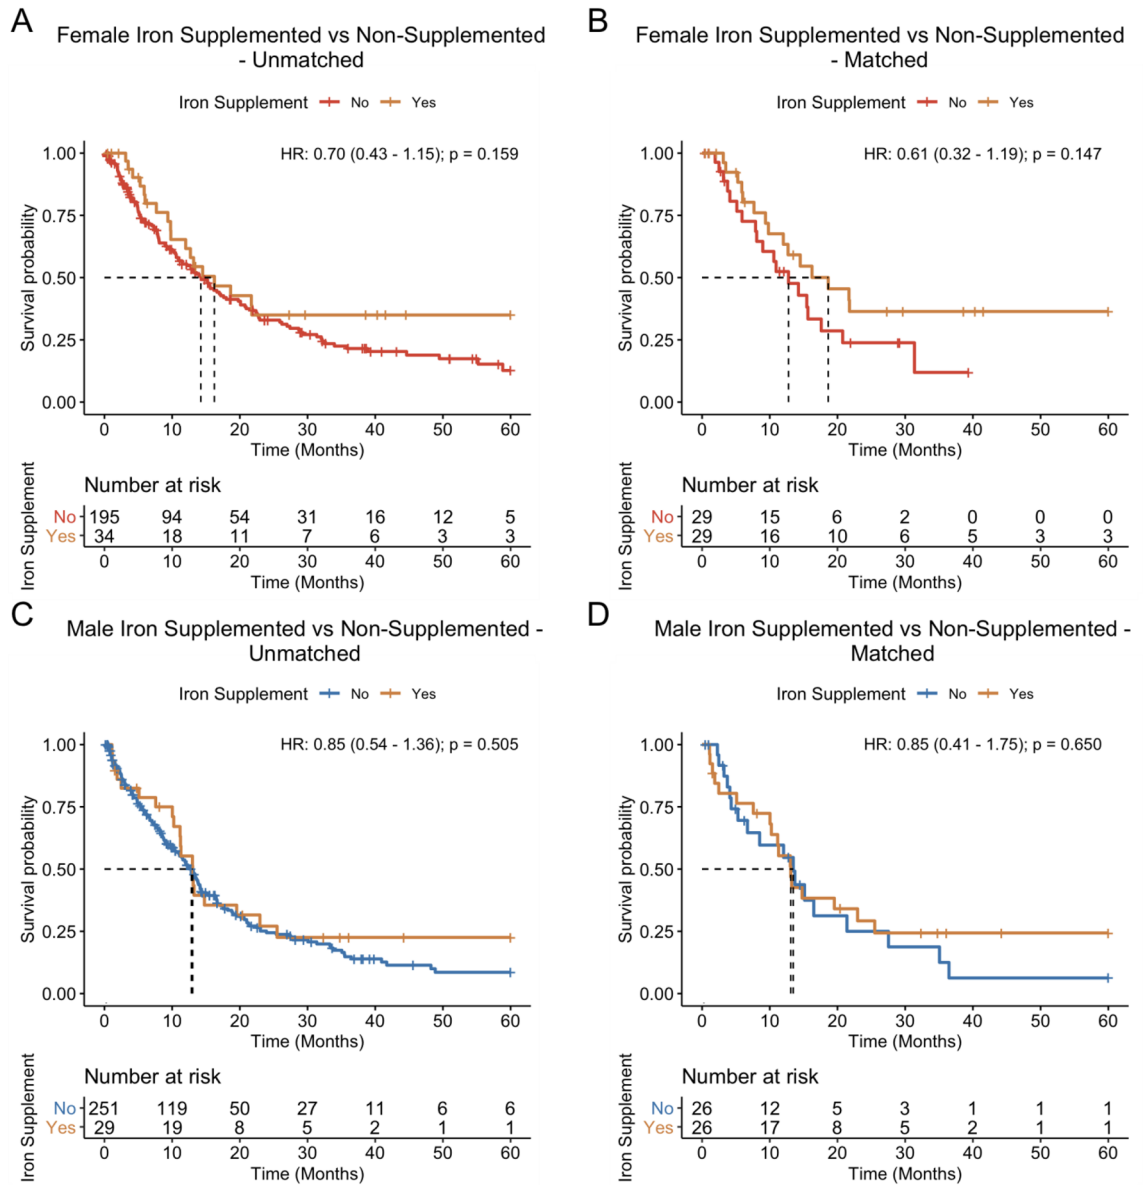 A
Female Iron Supplemented vs Non-Supplemented
- Unmatched
Iron Supplement No Yes
HR: 0.70 (0.43 - 1.15); p = 0.159
Survival probability
1.00
0.75
0.50
0.25
0.00
0 10 20 30 40 50 60
Time (Months)
Number at risk
Iron Supplement
No 195 94 54 31 16 12 5
Yes 34 18 11 7 6 3 3
0 10 20 30 40 50 60
Time (Months)
B
Female Iron Supplemented vs Non-Supplemented
- Matched
Iron Supplement No Yes
HR: 0.61 (0.32 - 1.19); p = 0.147
Survival probability
1.00
0.75
0.50
0.25
0.00
0 10 20 30 40 50 60
Time (Months)
Number at risk
Iron Supplement
No 29 15 6 2 0 0 0
Yes 29 16 10 6 5 3 3
0 10 20 30 40 50 60
Time (Months)
C
Male Iron Supplemented vs Non-Supplemented -
Unmatched
Iron Supplement No Yes
HR: 0.85 (0.54 - 1.36); p = 0.505
Survival probability
1.00
0.75
0.50
0.25
0.00
0 10 20 30 40 50 60
Time (Months)
Number at risk
Iron Supplement
No 251 119 50 27 11 6 6
Yes 29 19 8 5 2 1 1
0 10 20 30 40 50 60
Time (Months)
D
Male Iron Supplemented vs Non-Supplemented -
Matched
Iron Supplement No Yes
HR: 0.85 (0.41 - 1.75); p = 0.650
Survival probability
1.00
0.75
0.50
0.25
0.00
0 10 20 30 40 50 60
Time (Months)
Number at risk
Iron Supplement
No 26 12 5 3 1 1 1
Yes 26 17 8 5 2 1 1
0 10 20 30 40 50 60
Time (Months)